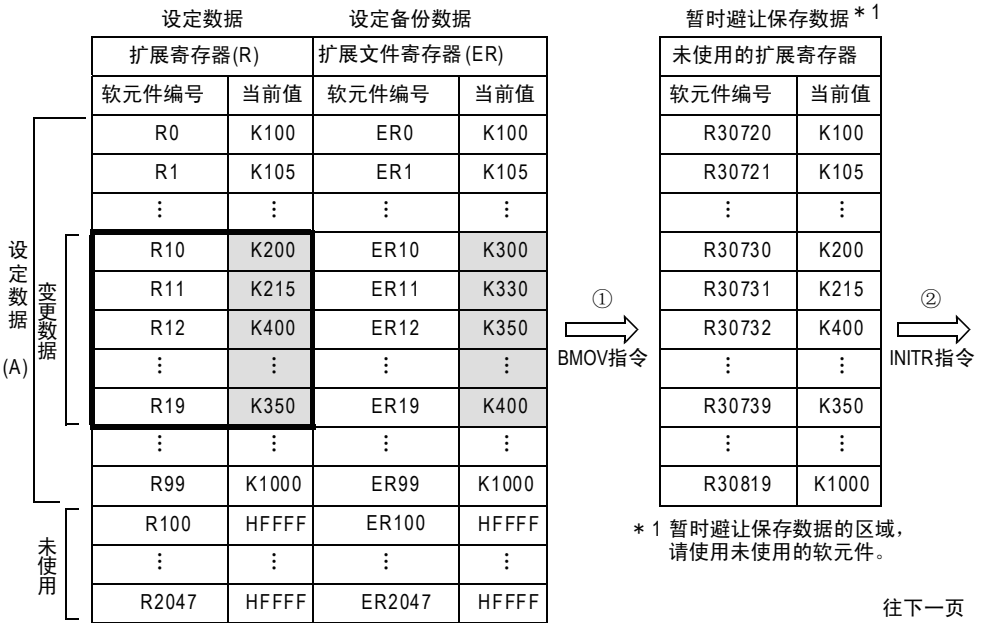 设定数据 设定备份数据 暂时避让保存数据*1
扩展寄存器(R) 扩展文件寄存器(ER) 未使用的扩展寄存器
软元件编号 当前值 软元件编号 当前值 软元件编号 当前值
R0 K100 ER0 K100 R30720 K100
R1 K105 ER1 K105 R30721 K105
⋮ ⋮ ⋮ ⋮ ⋮ ⋮
R10 K200 ER10 K300 R30730 K200
R11 K215 ER11 K330 R30731 K215
R12 K400 ER12 K350 R30732 K400
⋮ ⋮ ⋮ ⋮ ⋮ ⋮
R19 K350 ER19 K400 R30739 K350
⋮ ⋮ ⋮ ⋮ ⋮ ⋮
R99 K1000 ER99 K1000 R30819 K1000
R100 HFFFF ER100 HFFFF
⋮ ⋮ ⋮ ⋮
R2047 HFFFF ER2047 HFFFF
设定数据
(A)
变更数据
未使用
①
BMOV指令
②
INITR指令
*1 暂时避让保存数据的区域，
请使用未使用的软元件。
往下一页